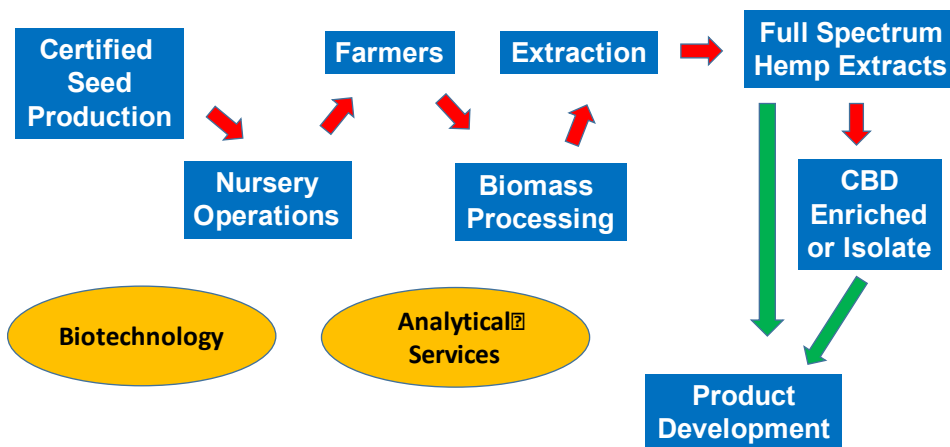 Certified
Seed
Production
Farmers
Extraction
Full Spectrum
Hemp Extracts
Nursery
Operations
Biomass
Processing
CBD
Enriched
or Isolate
Biotechnology
Analytical⍰
Services
Product
Development